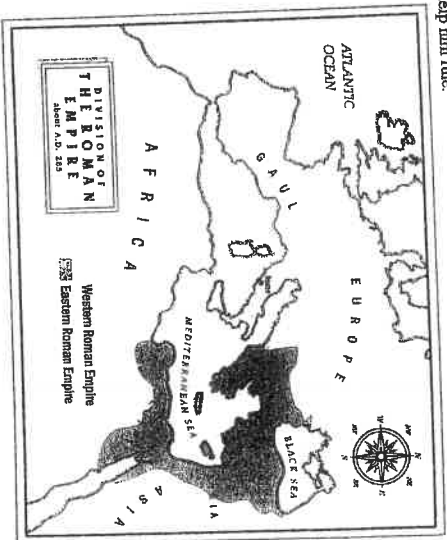 ATLANTIC
OCEAN
GAUL
EUROPE
BLACK SEA
MEDITERRANEAN SEA
AFRICA
ASIA
N
S
E
W
DIVISION OF
THE ROMAN
EMPIRE
about A.D. 285
Western Roman Empire
Eastern Roman Empire